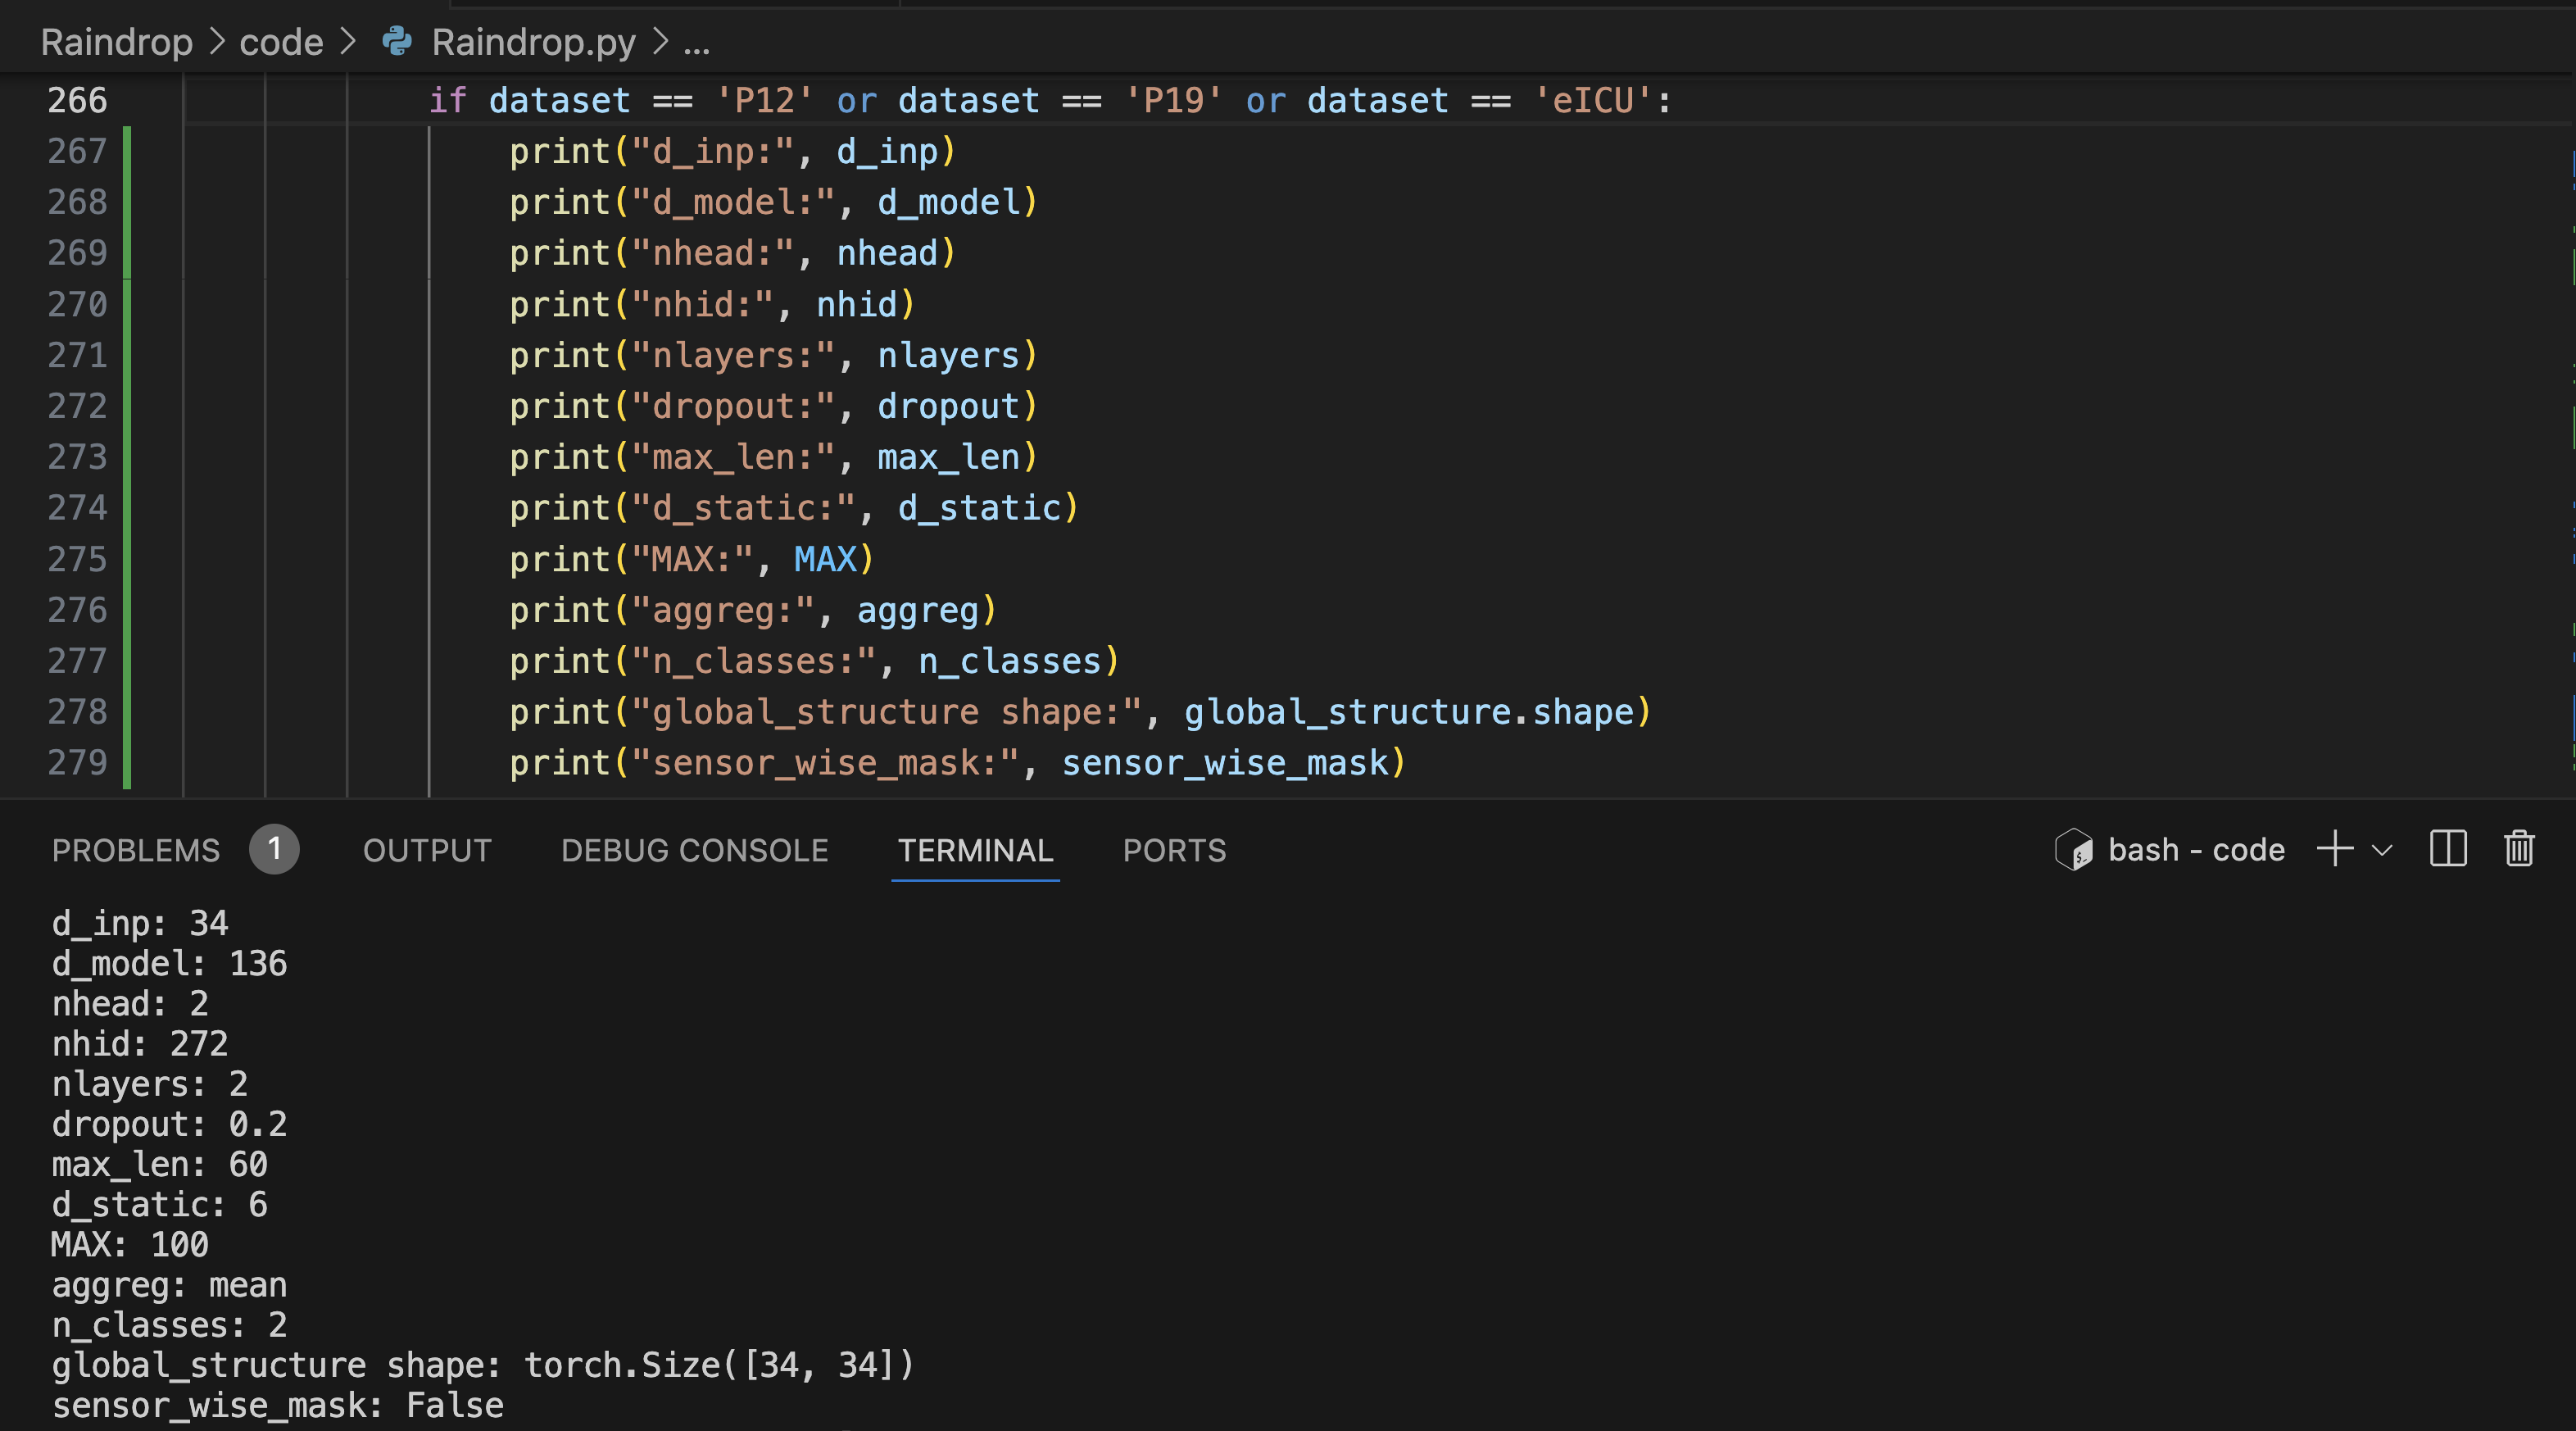 Raindrop > code > Raindrop.py > ...
266 if dataset == 'P12' or dataset == 'P19' or dataset == 'eICU':
267 print("d_inp:", d_inp)
268 print("d_model:", d_model)
269 print("nhead:", nhead)
270 print("nhid:", nhid)
271 print("nlayers:", nlayers)
272 print("dropout:", dropout)
273 print("max_len:", max_len)
274 print("d_static:", d_static)
275 print("MAX:", MAX)
276 print("aggreg:", aggreg)
277 print("n_classes:", n_classes)
278 print("global_structure shape:", global_structure.shape)
279 print("sensor_wise_mask:", sensor_wise_mask)
PROBLEMS 1 OUTPUT DEBUG CONSOLE TERMINAL PORTS bash - code
d_inp: 34
d_model: 136
nhead: 2
nhid: 272
nlayers: 2
dropout: 0.2
max_len: 60
d_static: 6
MAX: 100
aggreg: mean
n_classes: 2
global_structure shape: torch.Size([34, 34])
sensor_wise_mask: False